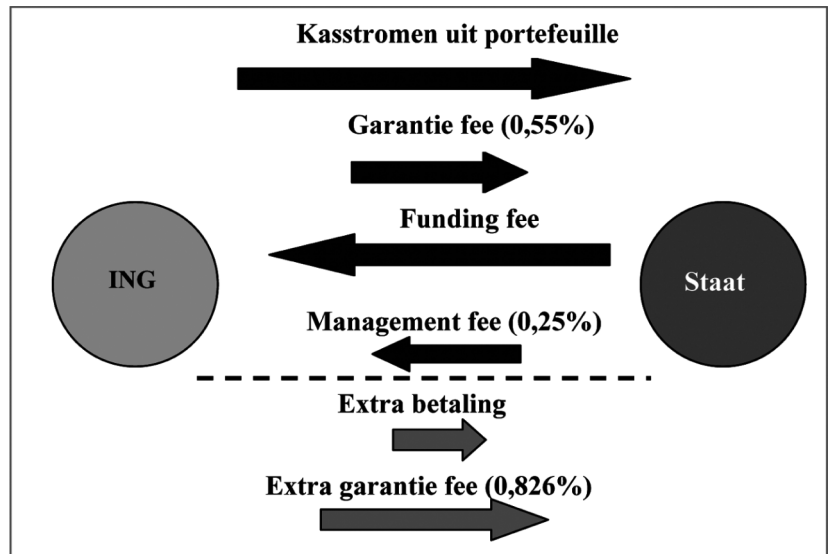 Kasstromen uit portefeuille
Garantie fee (0,55%)
Funding fee
ING
Staat
Management fee (0,25%)
Extra betaling
Extra garantie fee (0,826%)